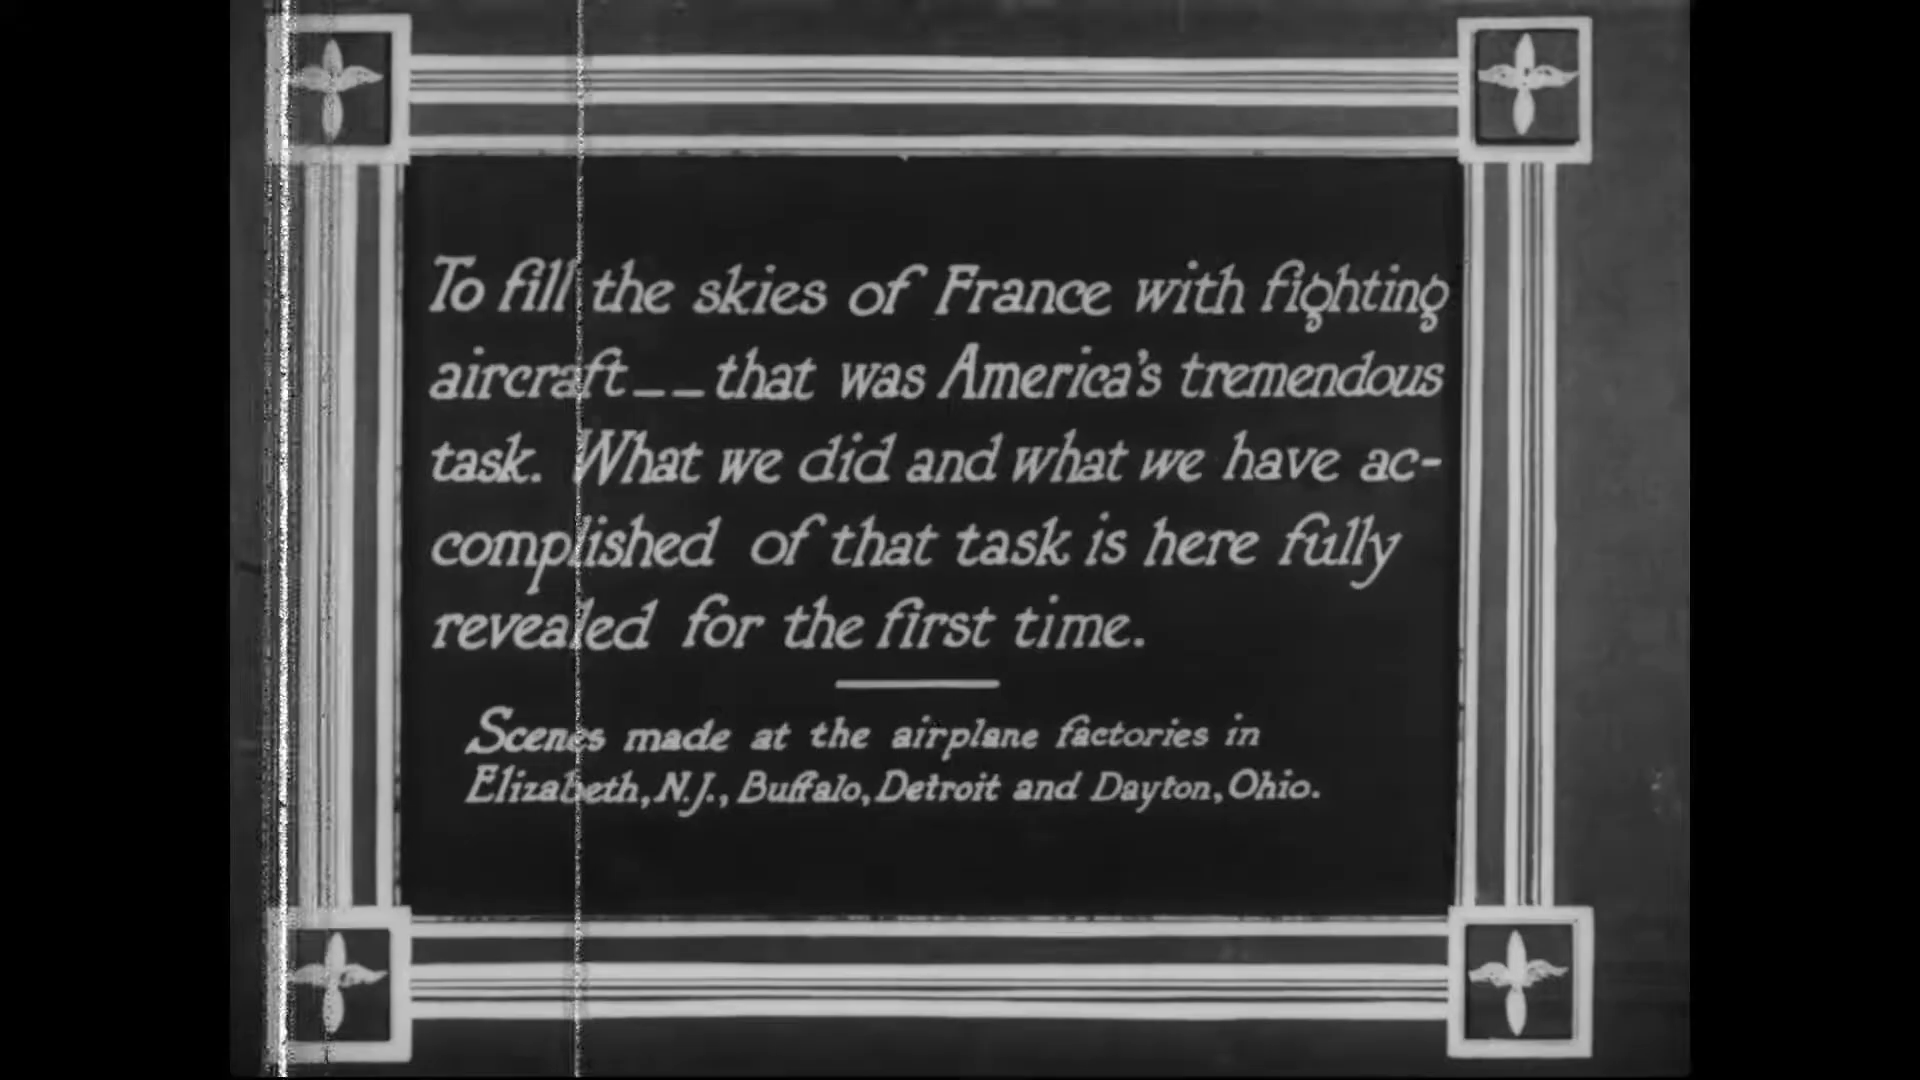 To fill the skies of France with fighting
aircraft__that was America's tremendous
task. What we did and what we have ac-
complished of that task is here fully
revealed for the first time.
Scenes made at the airplane factories in
Elizabeth, N.J., Buffalo, Detroit and Dayton, Ohio.